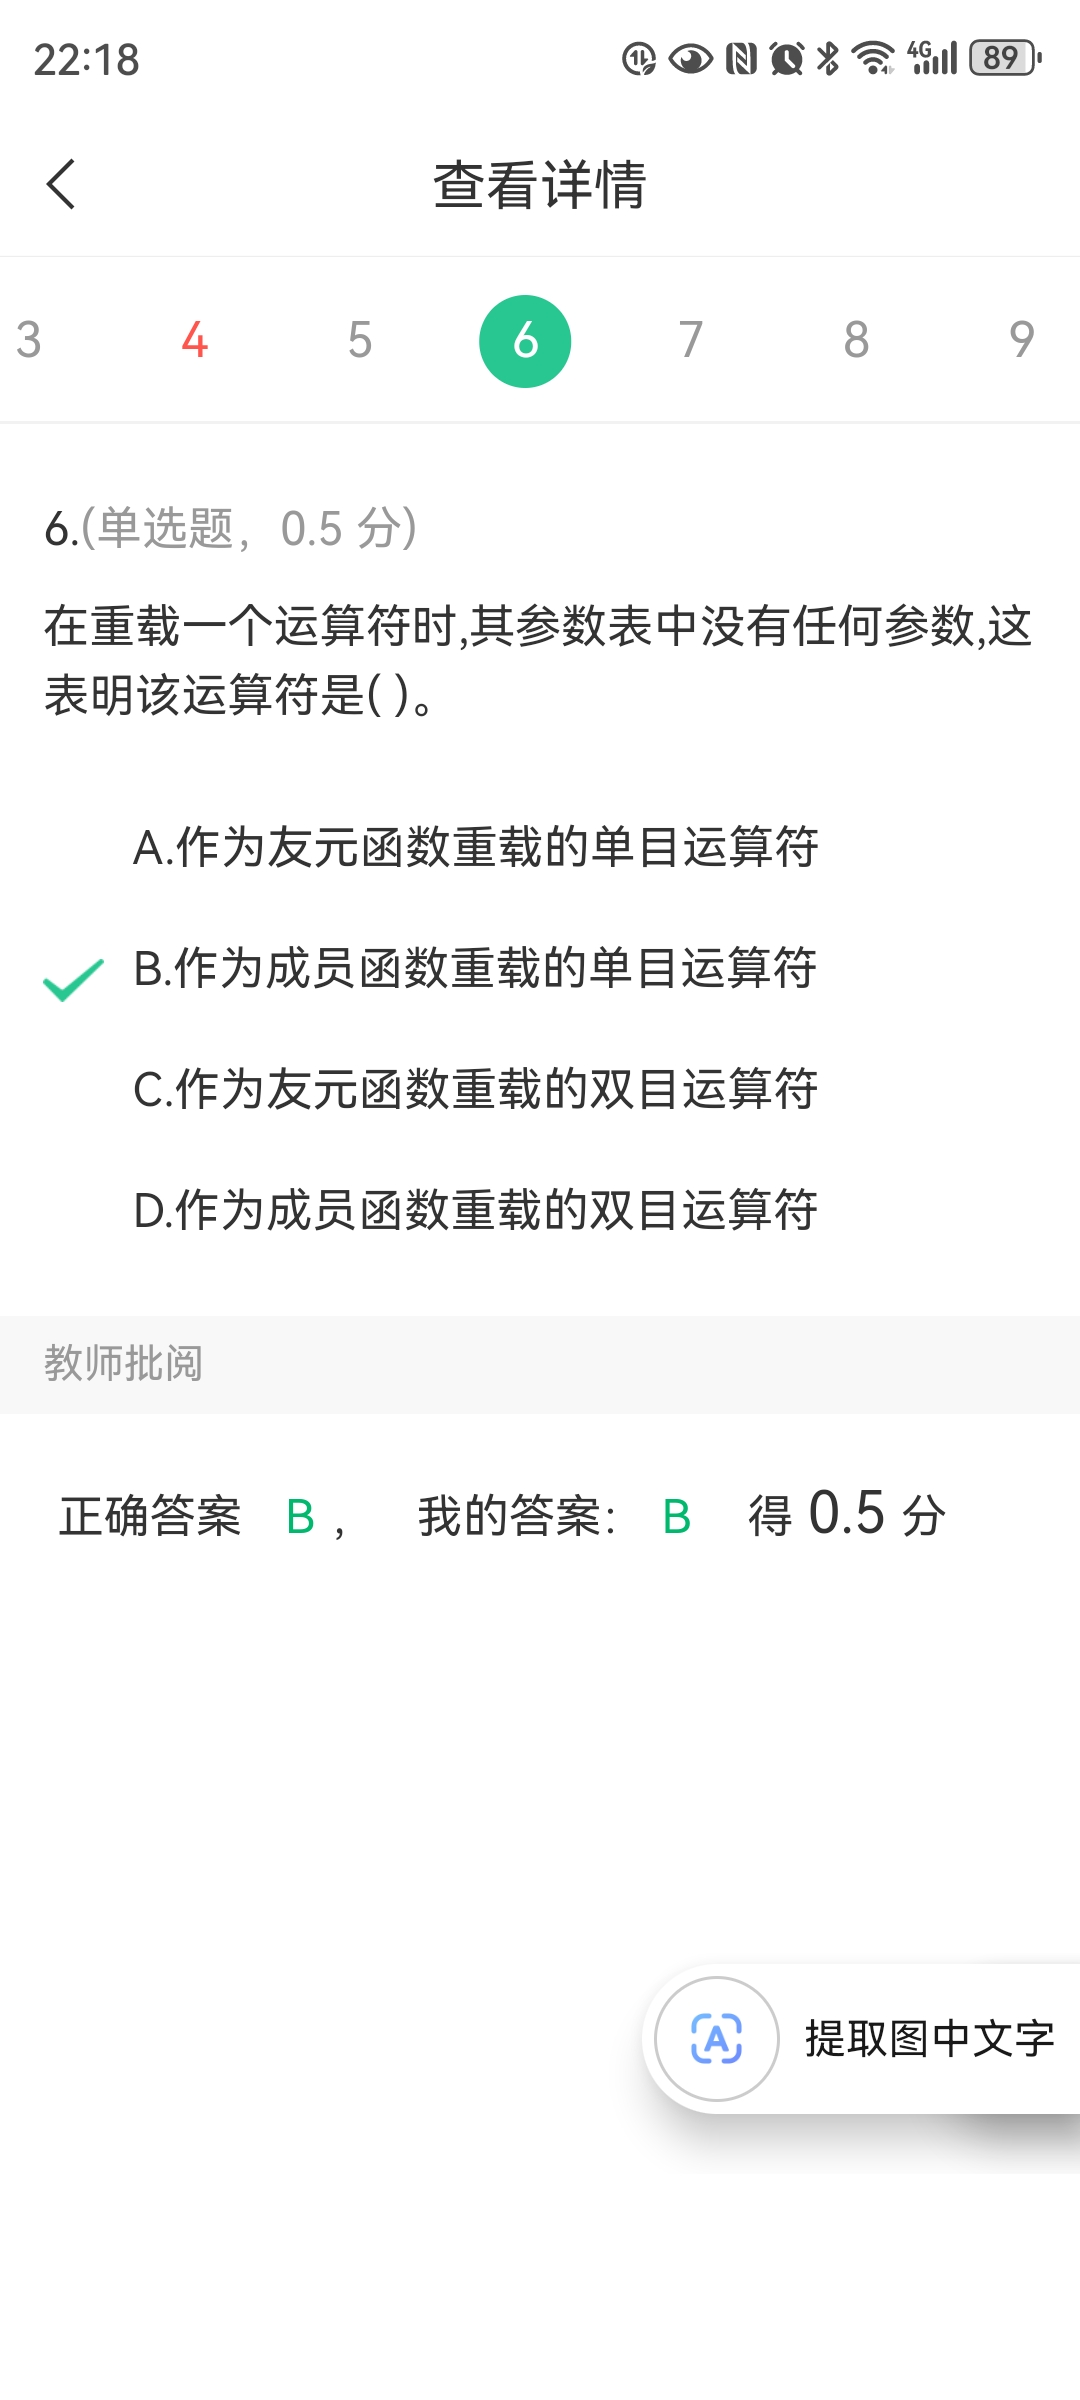 22:18
4G 89
查看详情
3 4 5 6 7 8 9
6.(单选题，0.5 分)
在重载一个运算符时,其参数表中没有任何参数,这
表明该运算符是( )。
A.作为友元函数重载的单目运算符
B.作为成员函数重载的单目运算符
C.作为友元函数重载的双目运算符
D.作为成员函数重载的双目运算符
教师批阅
正确答案 B ， 我的答案： B 得 0.5 分
A 提取图中文字